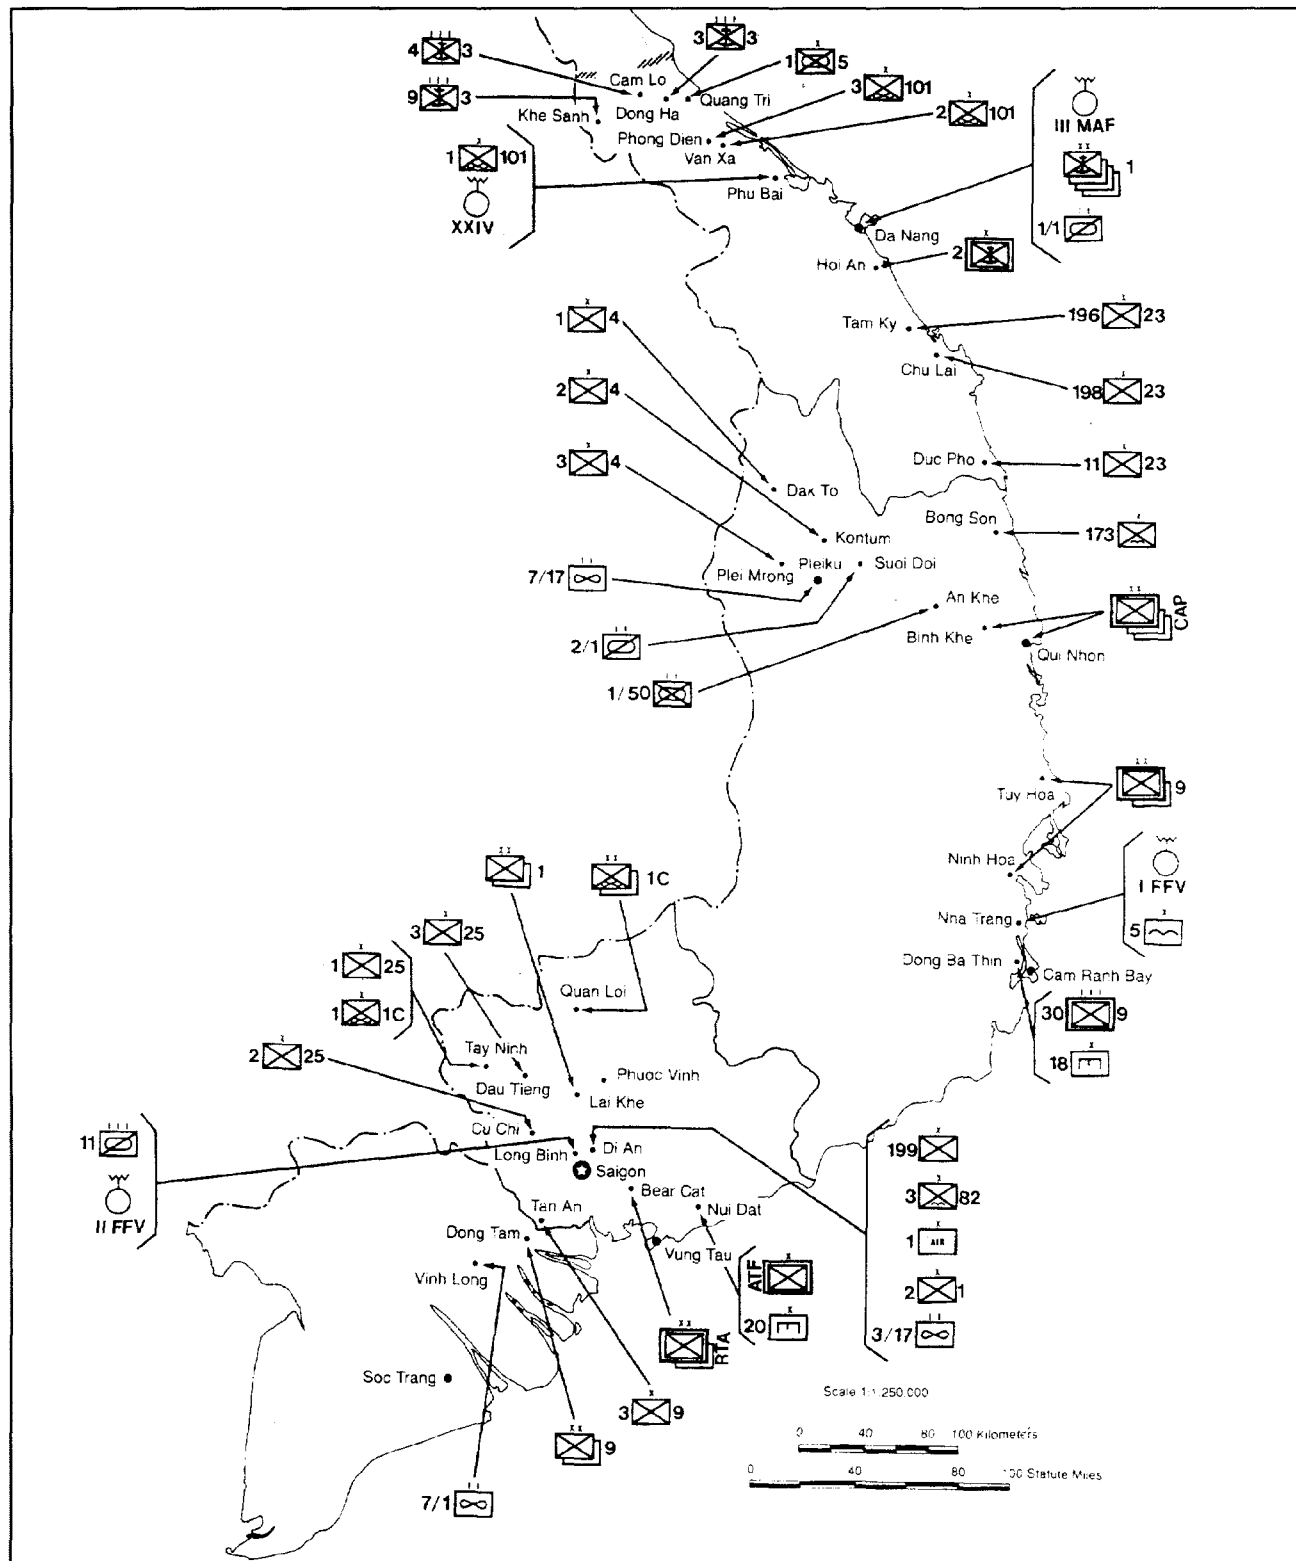 4 3
3 3
x
1 5
Cam Lo
9 3
Dong Ha
Quang Tri
x
3 101
Khe Sanh
Phong Dien
x
2 101
Van Xa
III MAF
x
1 101
XXIV
Phu Bai
xx
1
1/1
Da Nang
x
2
Hoi An
x
1 4
Tam Ky
x
196 23
Chu Lai
x
2 4
x
198 23
x
3 4
Duc Pho
x
11 23
Dak To
Bong Son
x
173
Kontum
Plei Mrong
Pleiku
Suoi Doi
7/17
An Khe
xx
CAP
Binh Khe
2/1
Qui Nhon
1/50
Tuy Hoa
xx
9
Ninh Hoa
I FFV
xx
1
xx
1C
Nha Trang
x
5
x
3 25
x
1 25
Dong Ba Thin
Cam Ranh Bay
x
1 1C
Quan Loi
30 9
x
2 25
Tay Ninh
x
18
Dau Tieng
Phuoc Vinh
Lai Khe
11
Cu Chi
Long Binh
Di An
x
199
Saigon
II FFV
Bear Cat
x
3 82
Tan An
Nui Dat
Dong Tam
x
1 AIR
Vung Tau
Vinh Long
x
ATF
x
2 1
x
20
3/17
xx
RTA
Soc Trang
Scale 1:1,250,000
x
3 9
0 40 80 100 Kilometers
xx
9
0 40 80 100 Statute Miles
7/1